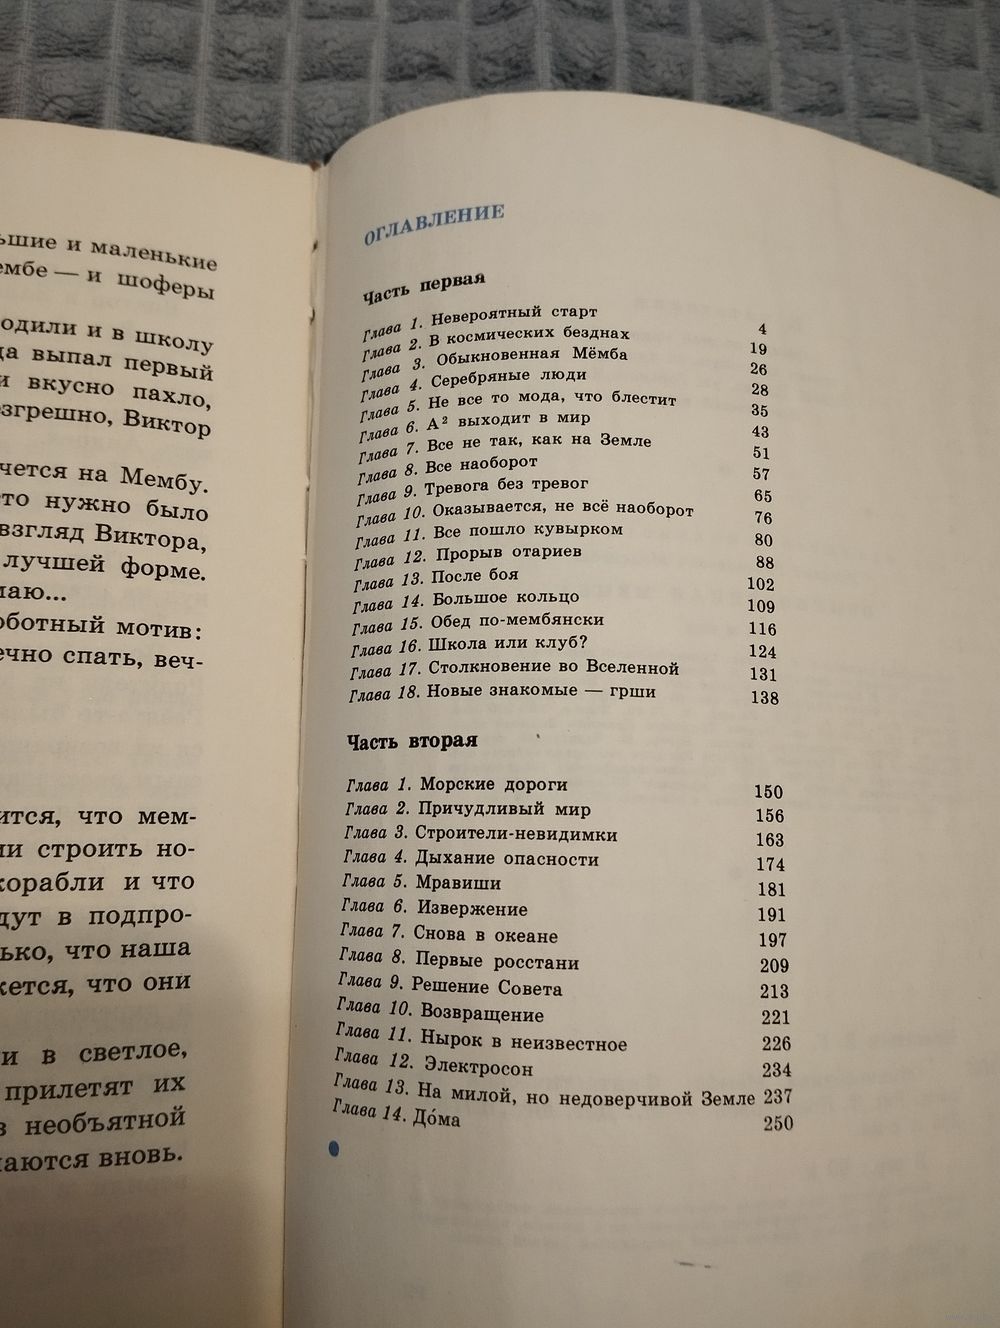 ьшие и маленькие
ембе — и шоферы
одили и в школу
да выпал первый
и вкусно пахло,
езгрешно, Виктор
чется на Мембу.
то нужно было
взгляд Виктора,
лучшей форме.
маю...
оботный мотив:
ечно спать, веч-
ится, что мем-
ли строить но-
корабли и что
дут в подпро-
ько, что наша
жется, что они
и в светлое,
прилетят их
в необъятной
чаются вновь.
ОГЛАВЛЕНИЕ
Часть первая
Глава 1. Невероятный старт 4
Глава 2. В космических безднах 19
Глава 3. Обыкновенная Мёмба 26
Глава 4. Серебряные люди 28
Глава 5. Не все то мода, что блестит 35
Глава 6. А² выходит в мир 43
Глава 7. Все не так, как на Земле 51
Глава 8. Все наоборот 57
Глава 9. Тревога без тревог 65
Глава 10. Оказывается, не всё наоборот 76
Глава 11. Все пошло кувырком 80
Глава 12. Прорыв отариев 88
Глава 13. После боя 102
Глава 14. Большое кольцо 109
Глава 15. Обед по-мембянски 116
Глава 16. Школа или клуб? 124
Глава 17. Столкновение во Вселенной 131
Глава 18. Новые знакомые — грши 138
Часть вторая
Глава 1. Морские дороги 150
Глава 2. Причудливый мир 156
Глава 3. Строители-невидимки 163
Глава 4. Дыхание опасности 174
Глава 5. Мравиши 181
Глава 6. Извержение 191
Глава 7. Снова в океане 197
Глава 8. Первые росстани 209
Глава 9. Решение Совета 213
Глава 10. Возвращение 221
Глава 11. Нырок в неизвестное 226
Глава 12. Электросон 234
Глава 13. На милой, но недоверчивой Земле 237
Глава 14. До́ма 250